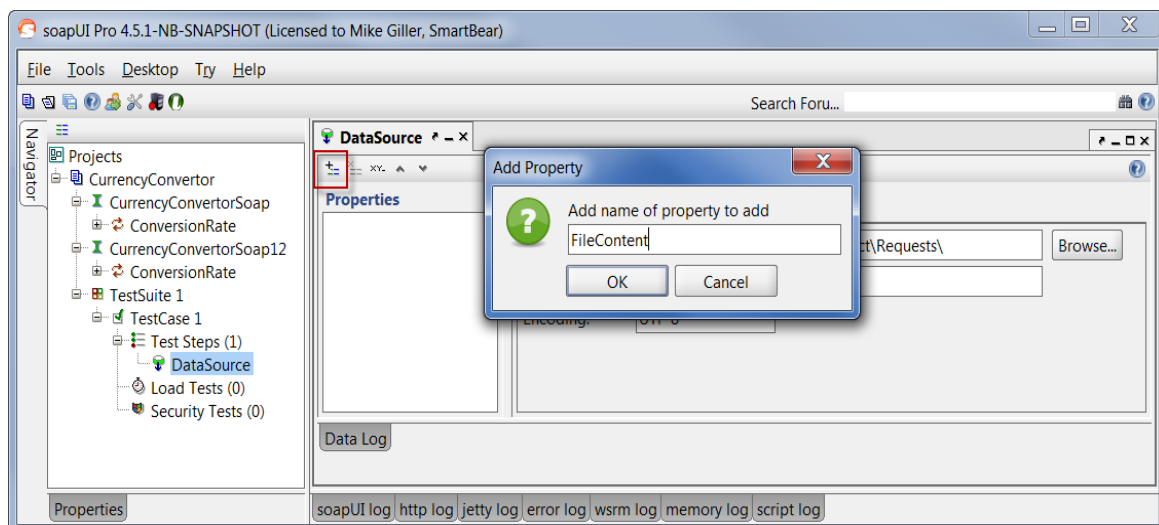 soapUI Pro 4.5.1-NB-SNAPSHOT (Licensed to Mike Giller, SmartBear)
File Tools Desktop Try Help
Search Foru...
Navigator
Projects
CurrencyConvertor
CurrencyConvertorSoap
ConversionRate
CurrencyConvertorSoap12
ConversionRate
TestSuite 1
TestCase 1
Test Steps (1)
DataSource
Load Tests (0)
Security Tests (0)
Properties
DataSource
XY-
Properties
Add Property
Add name of property to add
FileContent
OK Cancel
ct\Requests\ Browse...
Encoding: UTF-8
Data Log
soapUI log http log jetty log error log wsrm log memory log script log